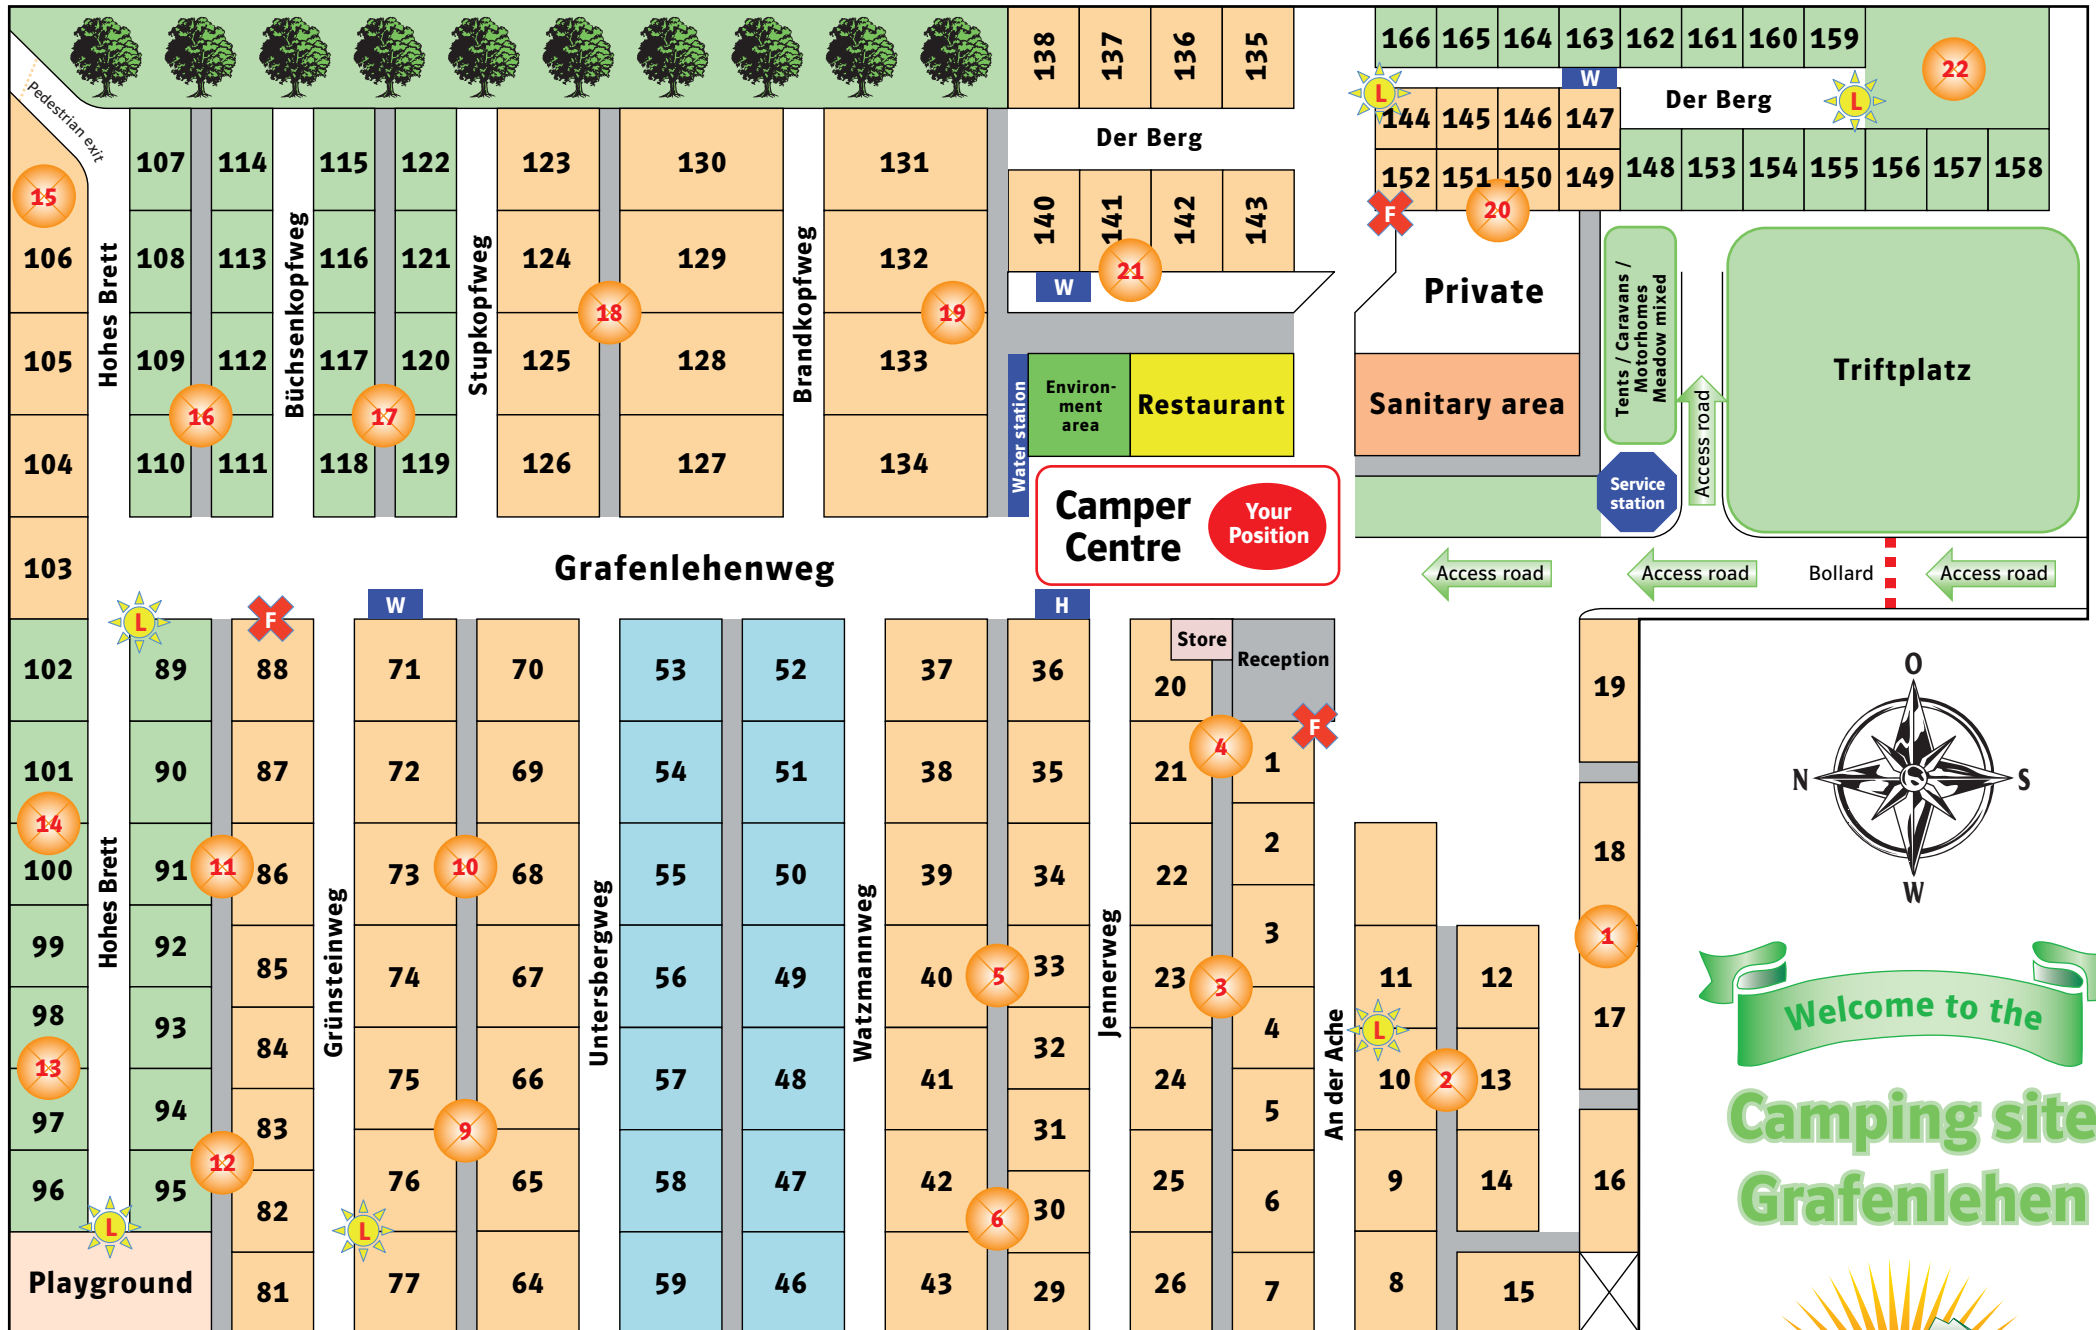 138 137 136 135
166 165 164 163 162 161 160 159
22
W
L
L
Der Berg
144 145 146 147
Pedestrian exit
Der Berg
107 114 115 122 123 130 131
152 151 150 149 148 153 154 155 156 157 158
15
F
20
140 141 142 143
106 108 113 116 121 124 129 132
21
W
Private
18
19
Hohes Brett
Büchsenkopfweg
Stupkopfweg
Brandkopfweg
Tents / Caravans /
Motorhomes
Meadow mixed
Triftplatz
105 109 112 117 120 125 128 133
Water station
Environ-
ment
area
Restaurant
Sanitary area
Access road
16
17
104 110 111 118 119 126 127 134
Service
station
Camper
Centre
Your
Position
103
Grafenlehenweg
Access road
Access road
Bollard
Access road
L
F
W
H
Store
Reception
102 89 88 71 70 53 52 37 36 20 19
O
N
S
W
F
4
101 90 87 72 69 54 51 38 35 21 1
14
2
100 91 11 86 73 10 68 55 50 39 34 22 18
3
1
99 92 85 74 67 56 49 40 5 33 23 3 11 12
Hohes Brett
Grünsteinweg
Untersbergweg
Watzmannweg
Jennerweg
An der Ache
Welcome to the
98 93 84 32 4 L 17
13
75 66 57 48 41 24 10 2 13
97 94 83 9 31 5
Camping site
Grafenlehen
12
96 95 82 76 65 58 47 42 6 30 25 6 9 14 16
L
L
Playground
81 77 64 59 46 43 29 26 7 8 15